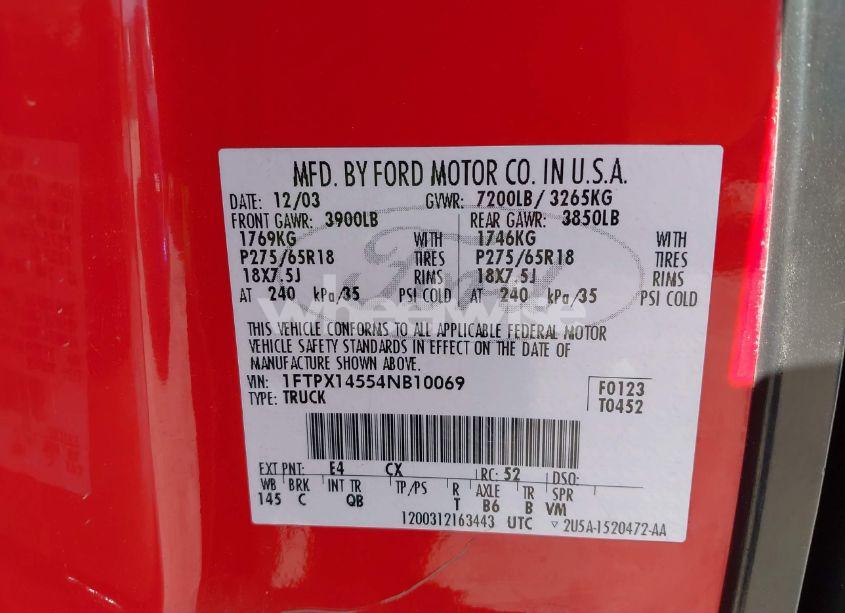 MFD. BY FORD MOTOR CO. IN U.S.A.
DATE: 12/03 GVWR: 7200LB/ 3265KG
FRONT GAWR: 3900LB REAR GAWR: 3850LB
1769KG WITH 1746KG WITH
P275/65R18 TIRES P275/65R18 TIRES
18X7.5J RIMS 18X7.5J RIMS
AT 240 kPa/35 PSI COLD AT 240 kPa/35 PSI COLD
Ford
wheelwise
THIS VEHICLE CONFORMS TO ALL APPLICABLE FEDERAL MOTOR
VEHICLE SAFETY STANDARDS IN EFFECT ON THE DATE OF
MANUFACTURE SHOWN ABOVE.
VIN: 1FTPX14554NB10069 F0123
TYPE: TRUCK T0452
EXT PNT: E4 CX RC: 52 DSO:
WB BRK INT TR TP/PS R AXLE TR SPR
145 C QB T B6 B VM
1200312163443 UTC ▽ 2U5A-1520472-AA